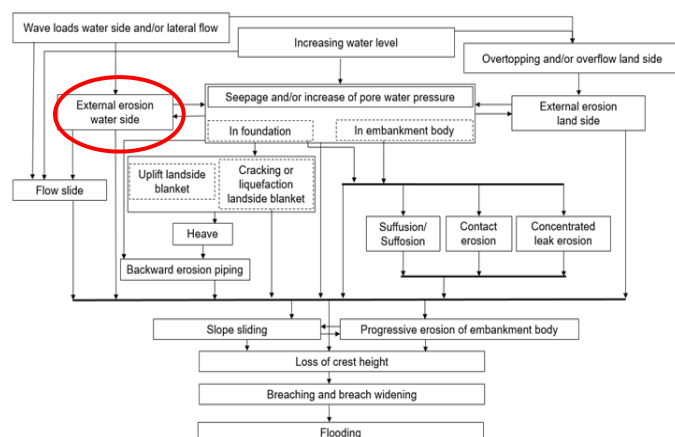 Wave loads water side and/or lateral flow
Increasing water level
Overtopping and/or overflow land side
External erosion
water side
Seepage and/or increase of pore water pressure
External erosion
land side
In foundation
In embankment body
Flow slide
Uplift landside
blanket
Cracking or
liquefaction
landside blanket
Heave
Backward erosion piping
Suffusion/
Suffosion
Contact
erosion
Concentrated
leak erosion
Slope sliding
Progressive erosion of embankment body
Loss of crest height
Breaching and breach widening
Flooding